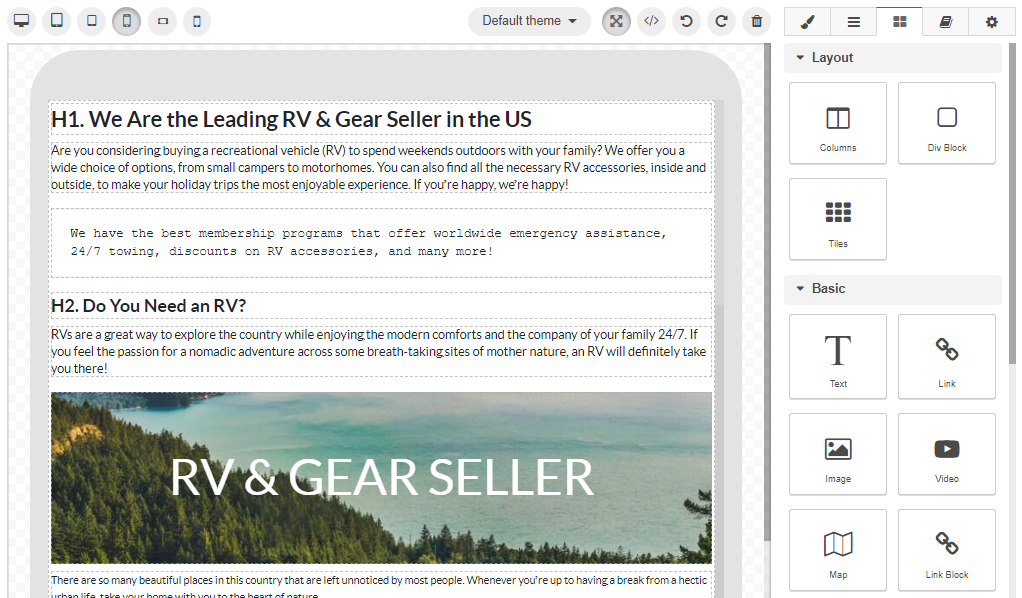 Default theme
Layout
H1. We Are the Leading RV & Gear Seller in the US
Are you considering buying a recreational vehicle (RV) to spend weekends outdoors with your family? We offer you a
wide choice of options, from small campers to motorhomes. You can also find all the necessary RV accessories, inside and
outside, to make your holiday trips the most enjoyable experience. If you're happy, we're happy!
We have the best membership programs that offer worldwide emergency assistance,
24/7 towing, discounts on RV accessories, and many more!
H2. Do You Need an RV?
RVs are a great way to explore the country while enjoying the modern comforts and the company of your family 24/7. If
you feel the passion for a nomadic adventure across some breath-taking sites of mother nature, an RV will definitely take
you there!
RV & GEAR SELLER
There are so many beautiful places in this country that are left unnoticed by most people. Whenever you're up to having a break from a hectic
urban life, take your home with you to the heart of nature.
Columns
Div Block
Tiles
Basic
Text
Link
Image
Video
Map
Link Block